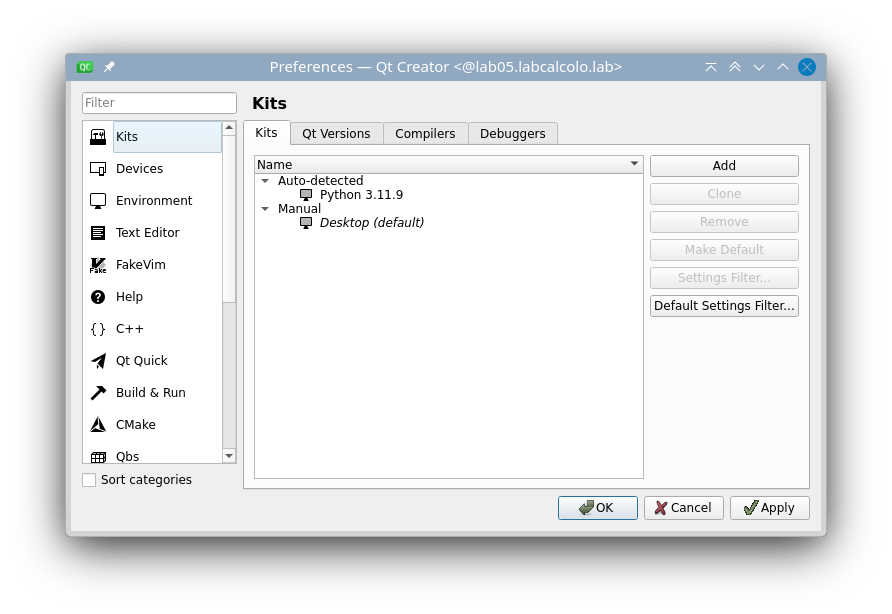 QC
Preferences — Qt Creator <@lab05.labcalcolo.lab>
Filter
Kits
Devices
Environment
Text Editor
Fake
FakeVim
Help
C++
Qt Quick
Build & Run
CMake
Qbs
Sort categories
Kits
Kits Qt Versions Compilers Debuggers
Name
Auto-detected
Python 3.11.9
Manual
Desktop (default)
Add
Clone
Remove
Make Default
Settings Filter...
Default Settings Filter...
OK Cancel Apply